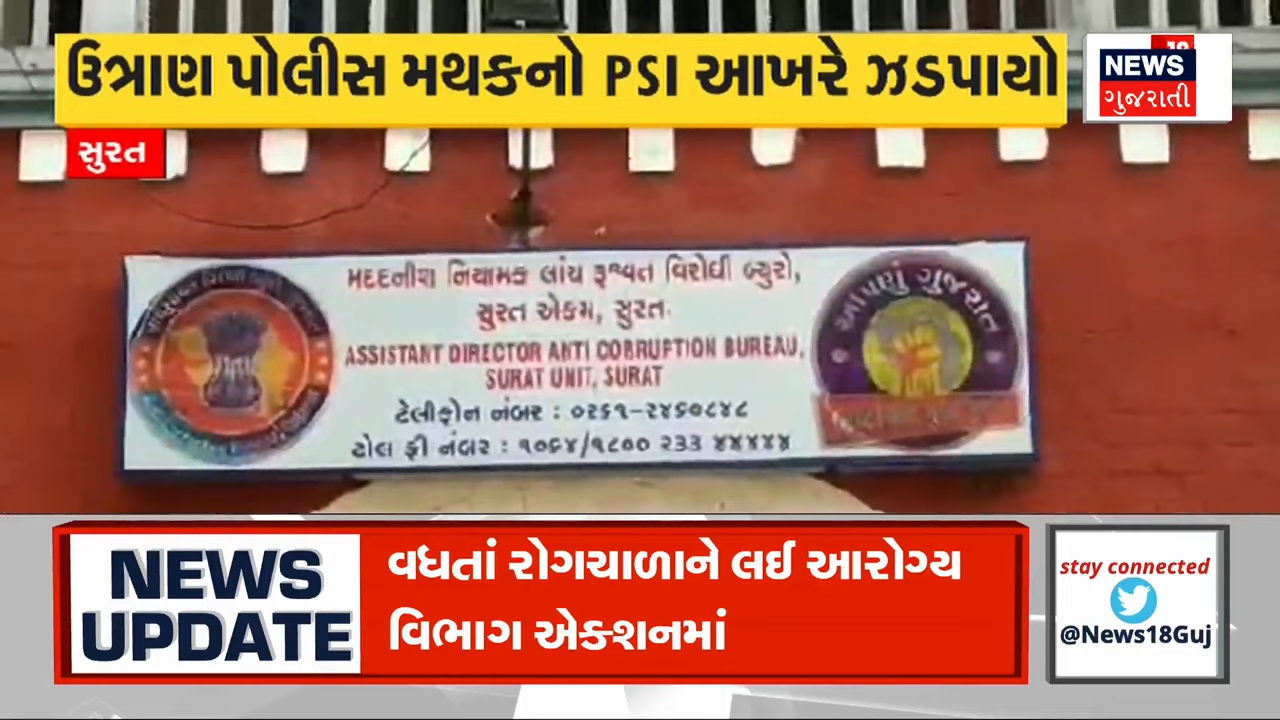 ઉત્રાણ પોલીસ મથકનો PSI આખરે ઝડપાયો
NEWS 18
ગુજરાતી
સુરત
મદદનીશ નિયામક લાંચ રૂશ્વત વિરોધી બ્યુરો,
સુરત એકમ, સુરત.
ASSISTANT DIRECTOR ANTI CORRUPTION BUREAU,
SURAT UNIT, SURAT
ટેલીફોન નંબર : ૦૨૬૧-૨૪૬૦૮૪૮
ટોલ ફ્રી નંબર : ૧૦૬૪/૧૮૦૦ ૨૩૩ ૪૪૪૪૪
આપણું ગુજરાત
NEWS
UPDATE
વધતાં રોગચાળાને લઈ આરોગ્ય
વિભાગ એક્શનમાં
stay connected
@News18Guj